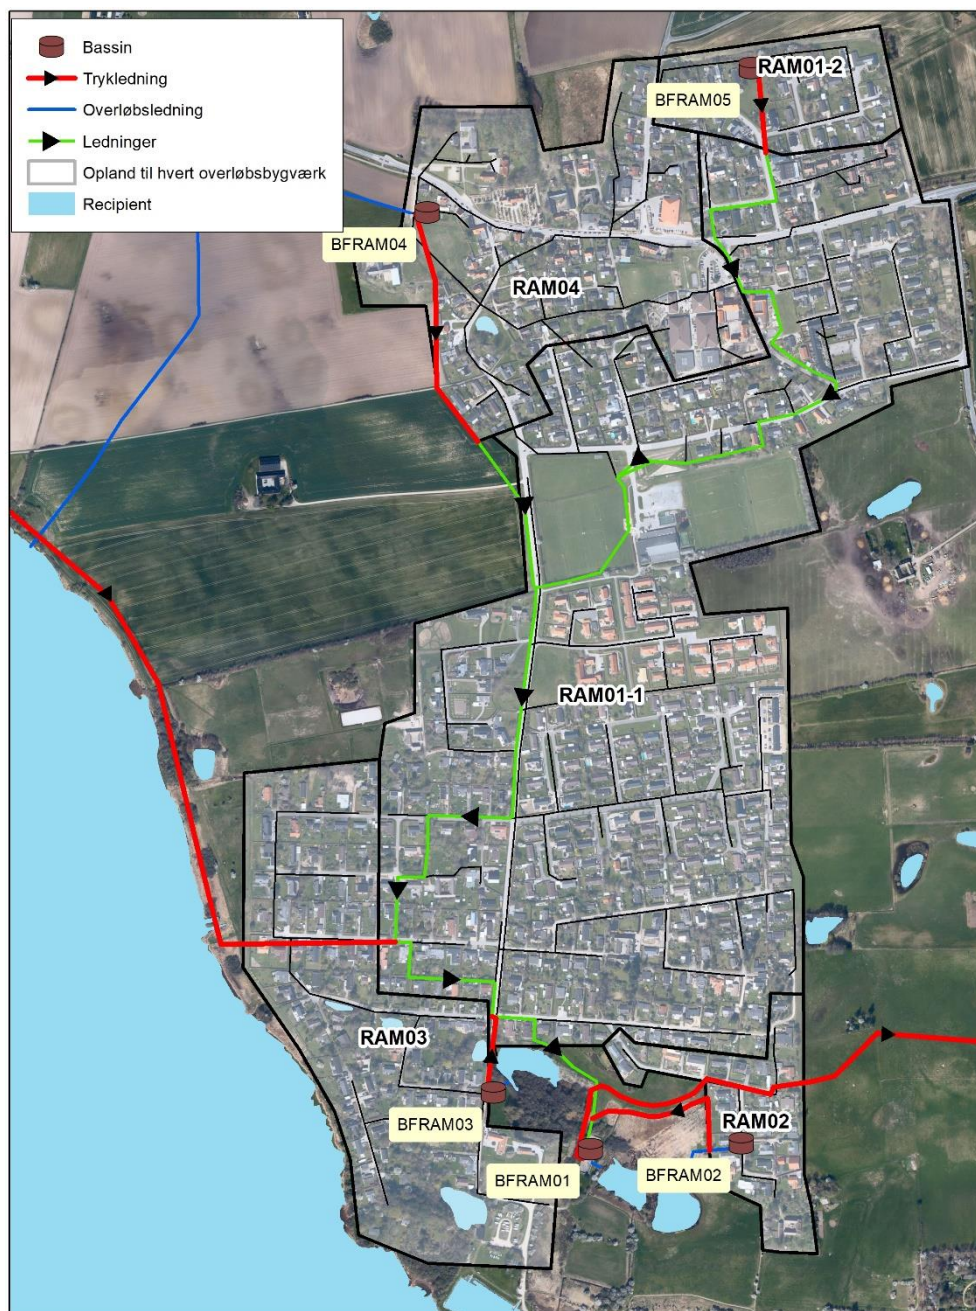 Bassin
Trykledning
Overløbsledning
Ledninger
Opland til hvert overløbsbygværk
Recipient
RAM01-2
BFRAM05
BFRAM04
RAM04
RAM01-1
RAM03
BFRAM03
RAM02
BFRAM01
BFRAM02